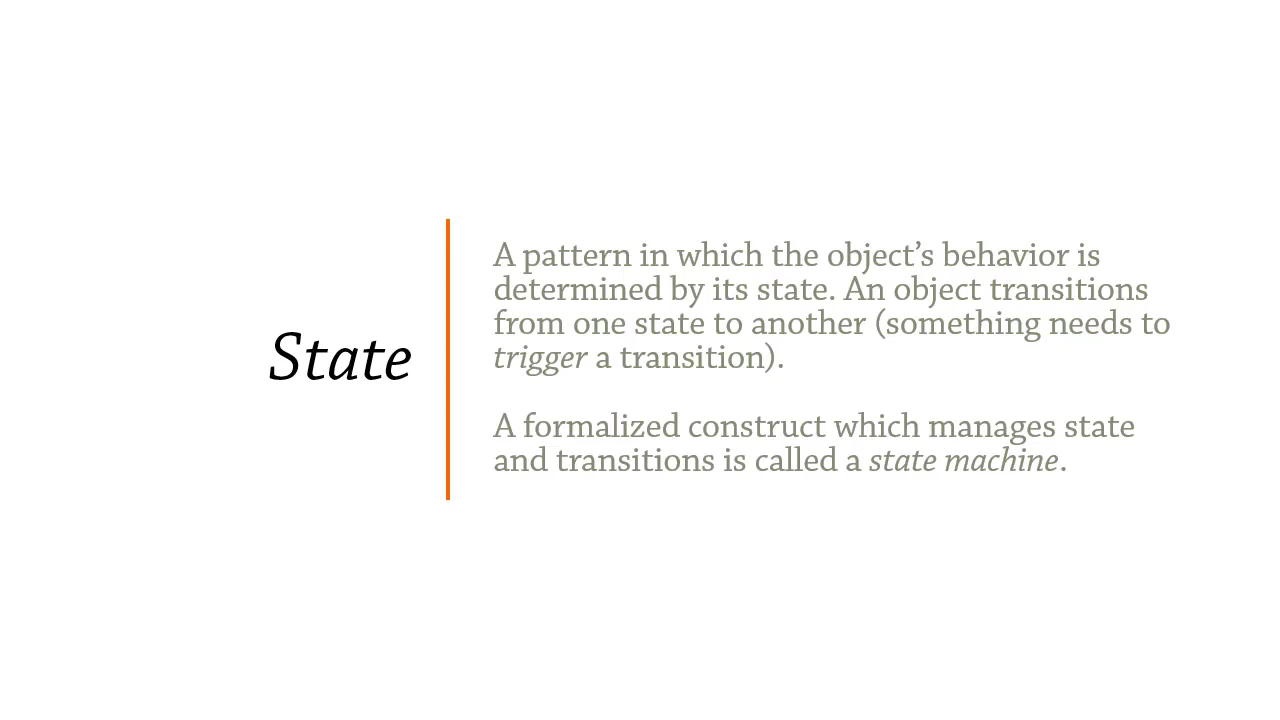 State
A pattern in which the object’s behavior is
determined by its state. An object transitions
from one state to another (something needs to
trigger a transition).
A formalized construct which manages state
and transitions is called a state machine.